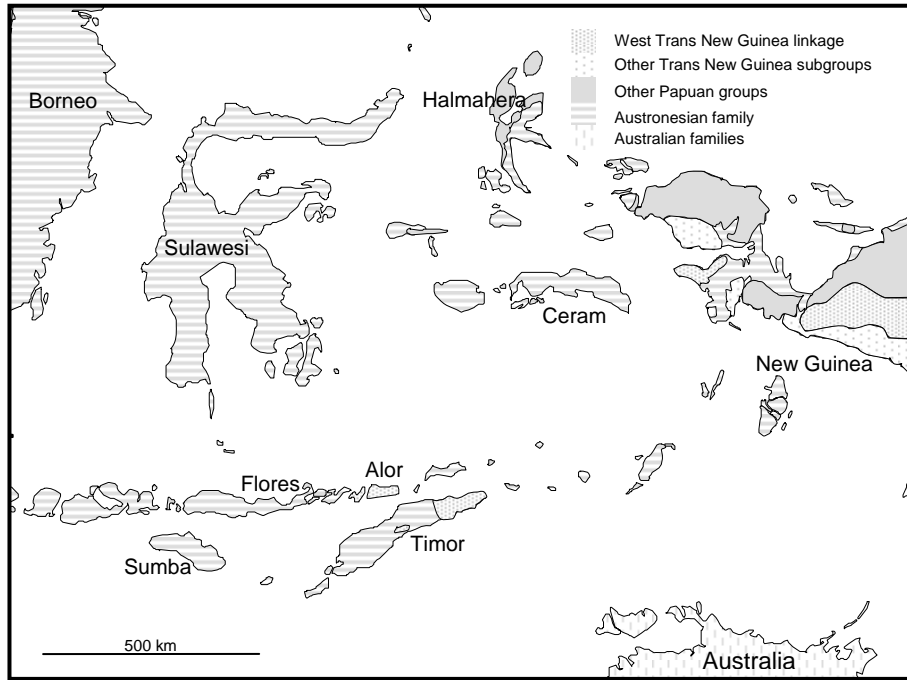 West Trans New Guinea linkage
Other Trans New Guinea subgroups
Other Papuan groups
Austronesian family
Australian families
Borneo
Halmahera
Sulawesi
Ceram
New Guinea
Alor
Flores
Timor
Sumba
500 km
Australia